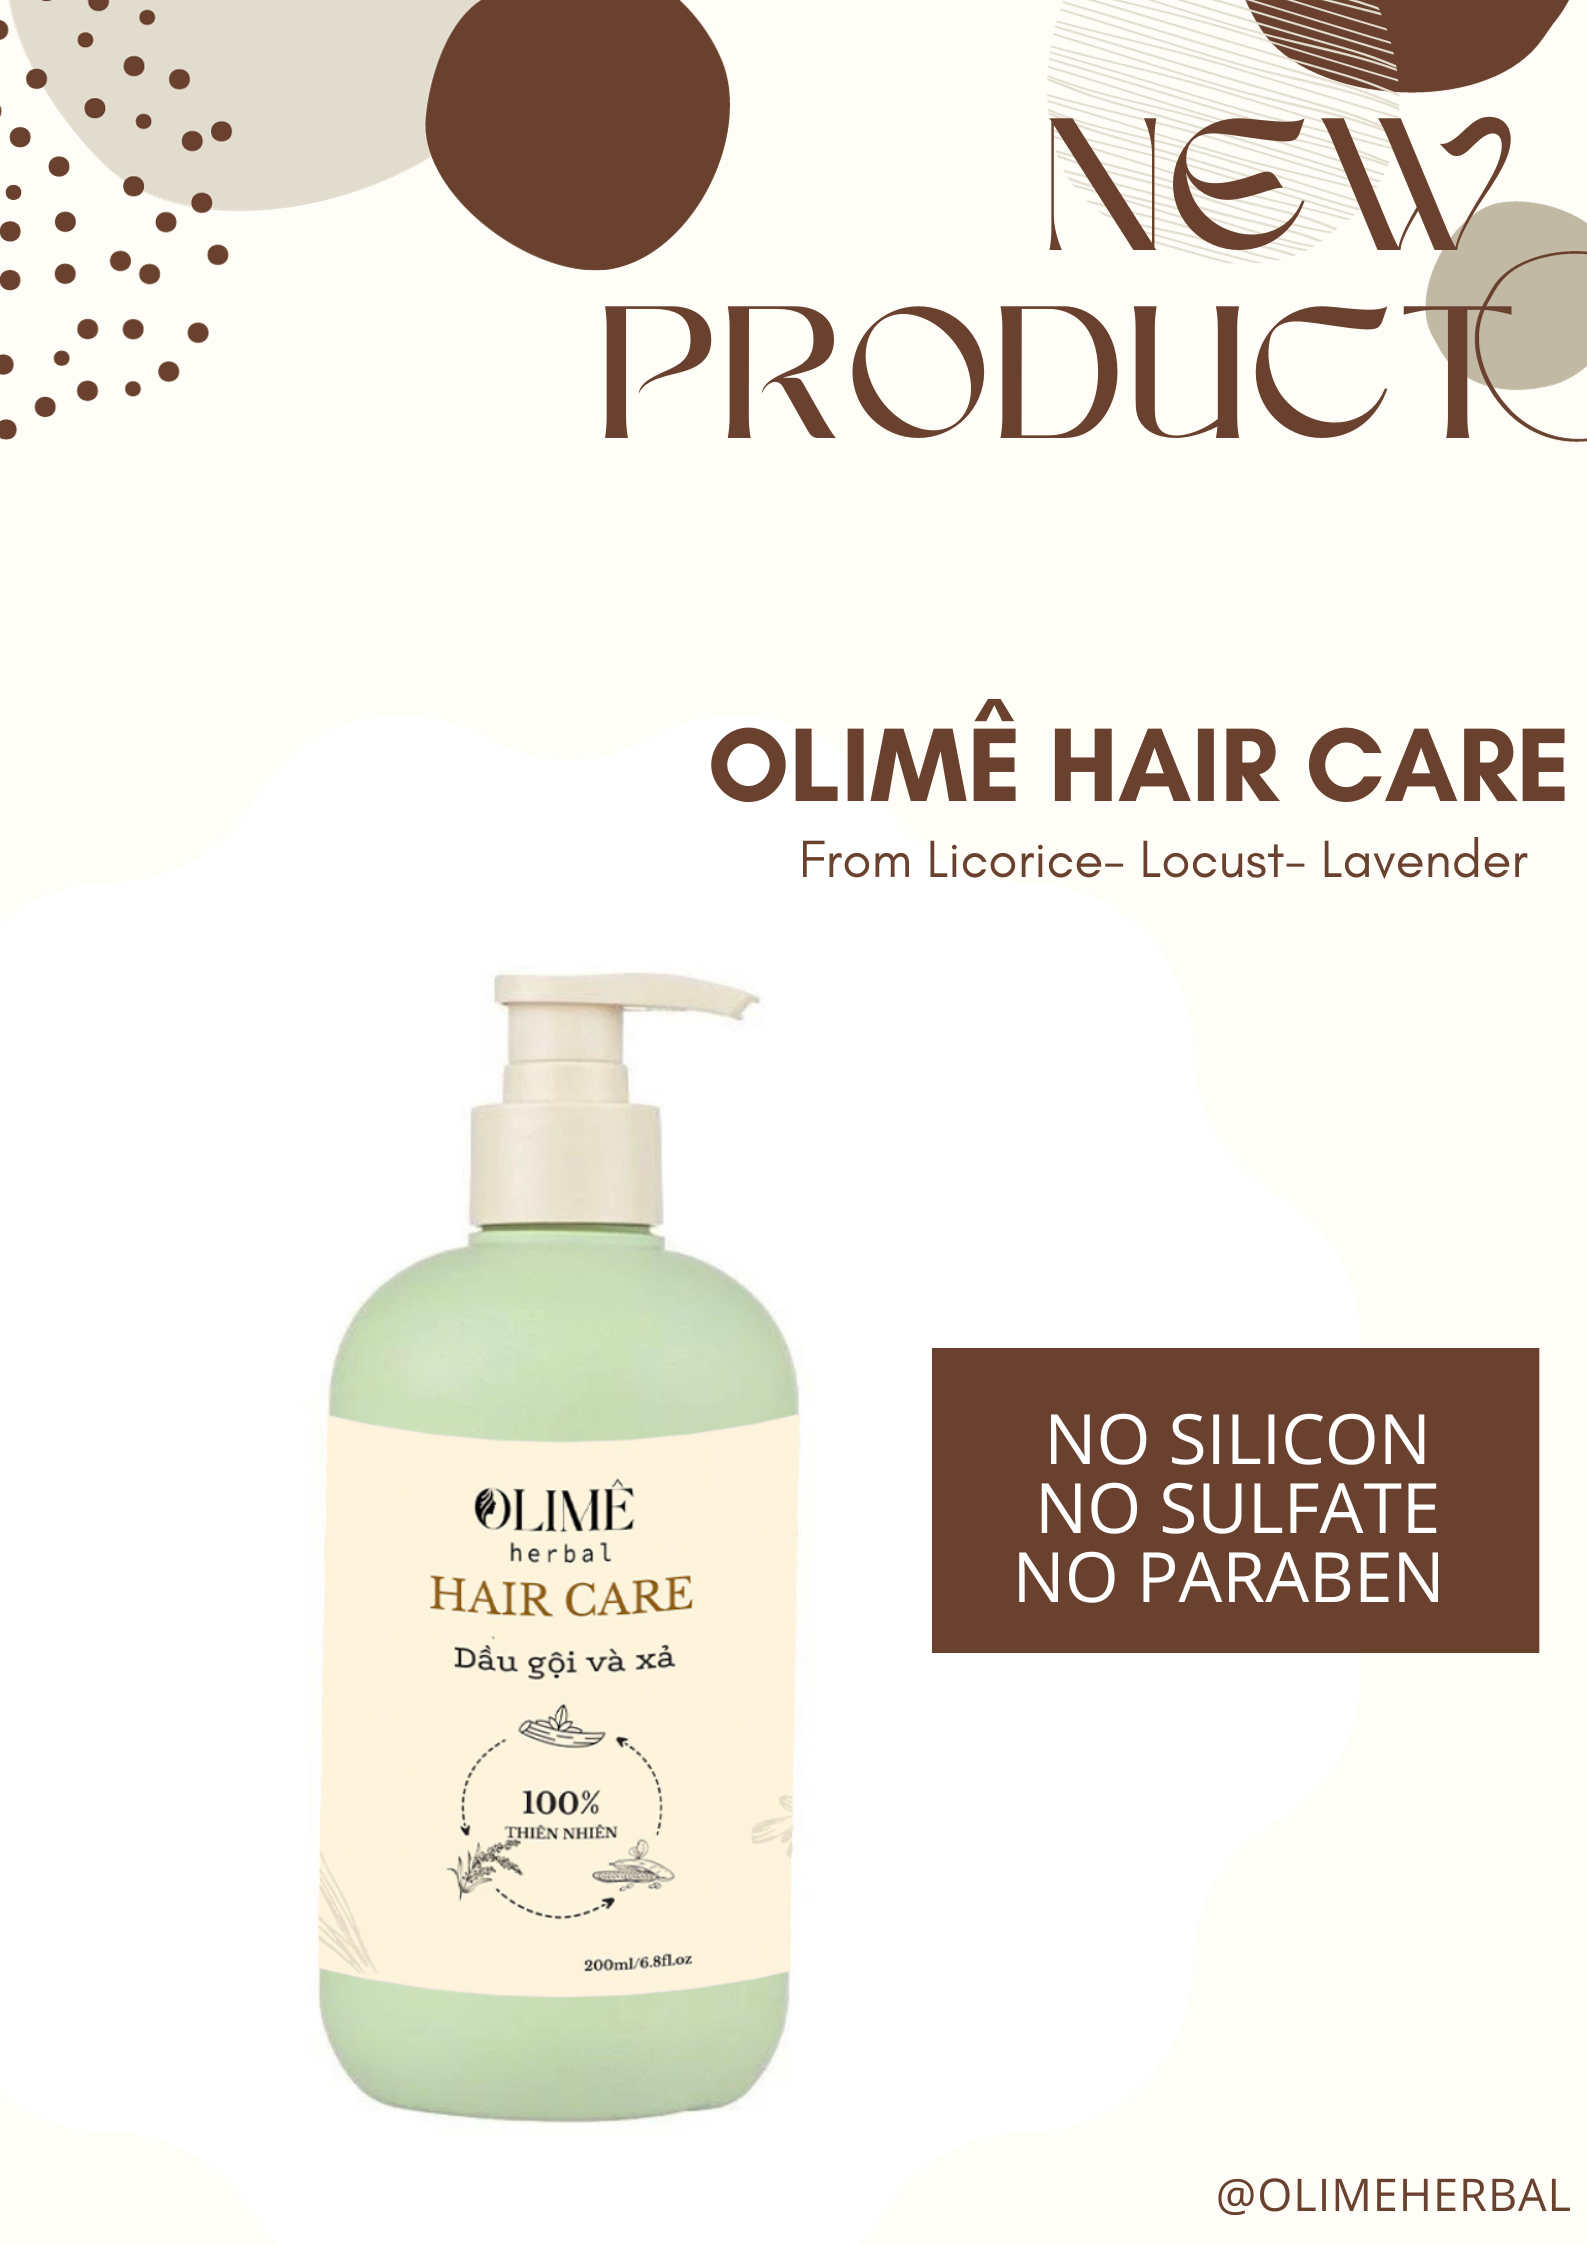 NEW
PRODUCT
OLIMÊ HAIR CARE
From Licorice- Locust- Lavender
OLIMÊ
herbal
HAIR CARE
Dầu gội và xả
100%
THIÊN NHIÊN
200ml/6.8fl.oz
NO SILICON
NO SULFATE
NO PARABEN
@OLIMEHERBAL